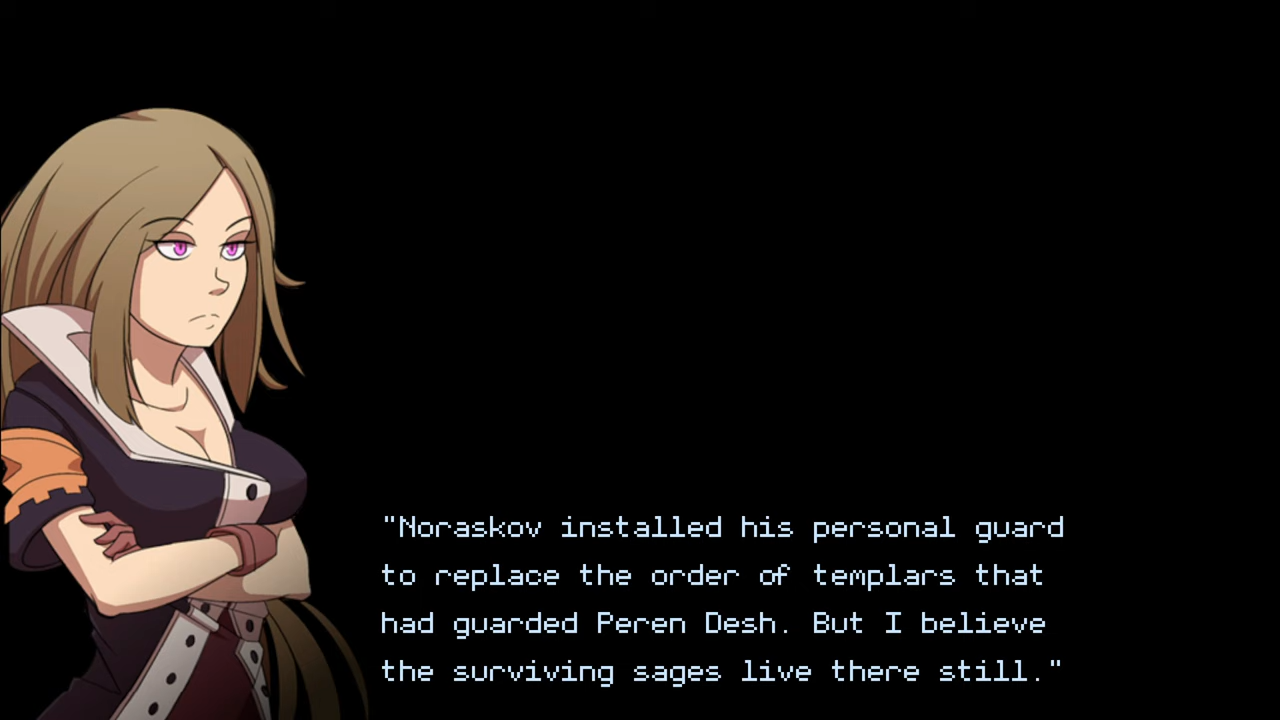 "Noraskov installed his personal guard
to replace the order of templars that
had guarded Peren Desh. But I believe
the surviving sages live there still."